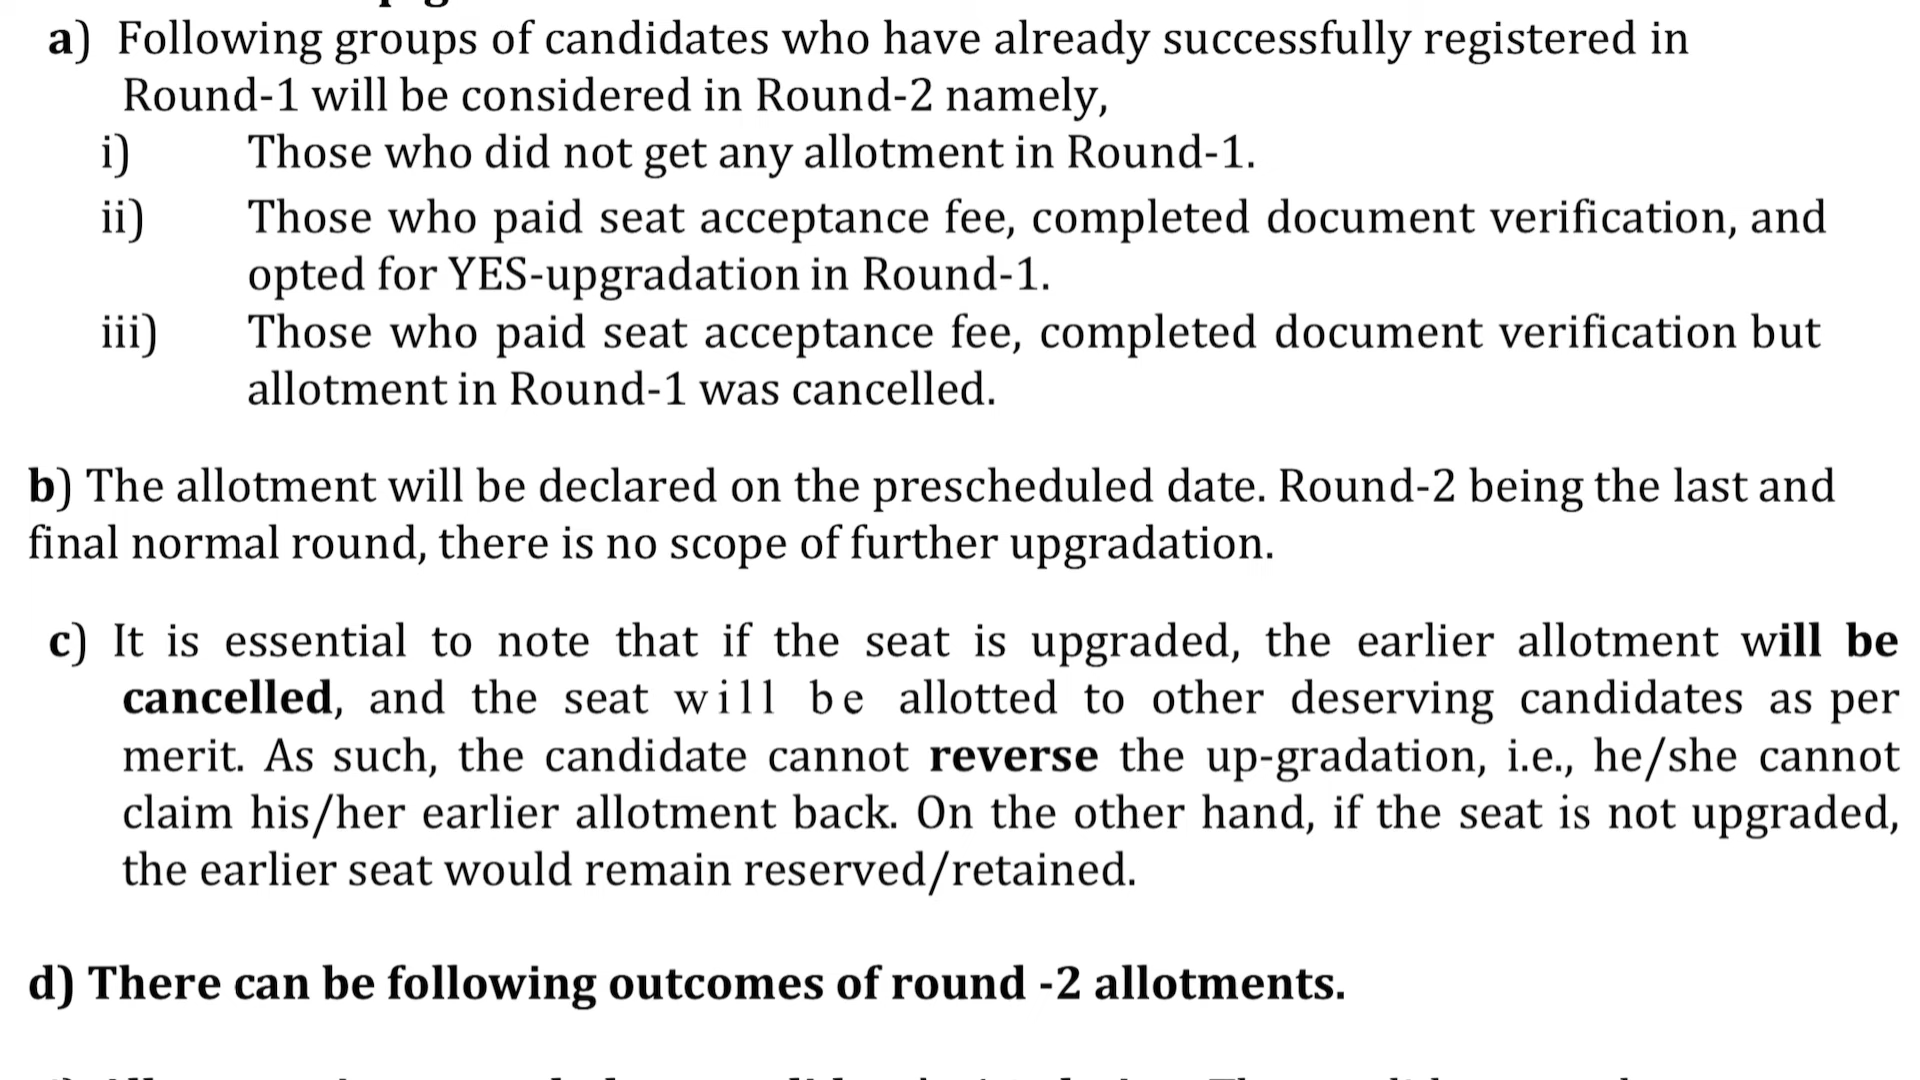 a) Following groups of candidates who have already successfully registered in
Round-1 will be considered in Round-2 namely,
i) Those who did not get any allotment in Round-1.
ii) Those who paid seat acceptance fee, completed document verification, and
opted for YES-upgradation in Round-1.
iii) Those who paid seat acceptance fee, completed document verification but
allotment in Round-1 was cancelled.
b) The allotment will be declared on the prescheduled date. Round-2 being the last and
final normal round, there is no scope of further upgradation.
c) It is essential to note that if the seat is upgraded, the earlier allotment will be
cancelled, and the seat will be allotted to other deserving candidates as per
merit. As such, the candidate cannot reverse the up-gradation, i.e., he/she cannot
claim his/her earlier allotment back. On the other hand, if the seat is not upgraded,
the earlier seat would remain reserved/retained.
d) There can be following outcomes of round -2 allotments.